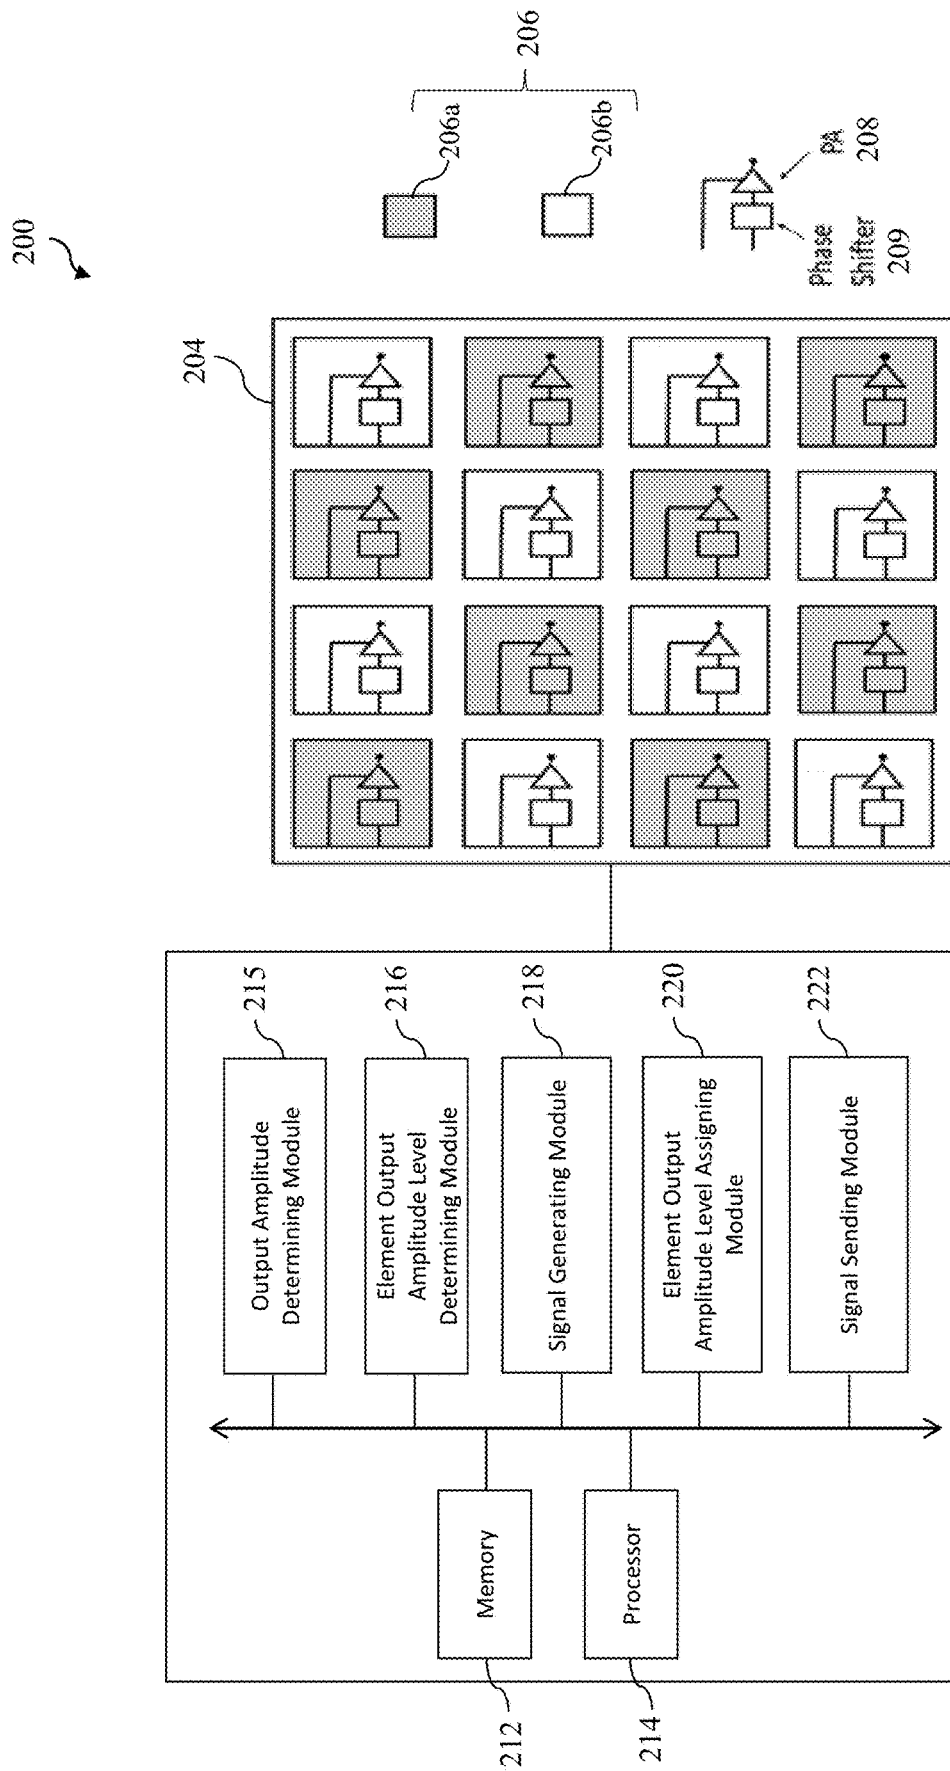 200
204
206a
206b
206
Phase
Shifter
209
PA
208
212
Memory
214
Processor
Output Amplitude
Determining Module
215
Element Output
Amplitude Level
Determining Module
216
Signal Generating Module
218
Element Output
Amplitude Level Assigning
Module
220
Signal Sending Module
222